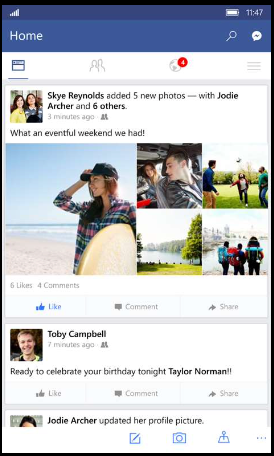 11:47
Home
4
Skye Reynolds added 5 new photos — with Jodie
Archer and 6 others.
3 minutes ago ·
What an eventful weekend we had!
6 Likes 4 Comments
Like Comment Share
Toby Campbell
7 minutes ago ·
Ready to celebrate your birthday tonight Taylor Norman!!
Like Comment Share
Jodie Archer updated her profile picture.